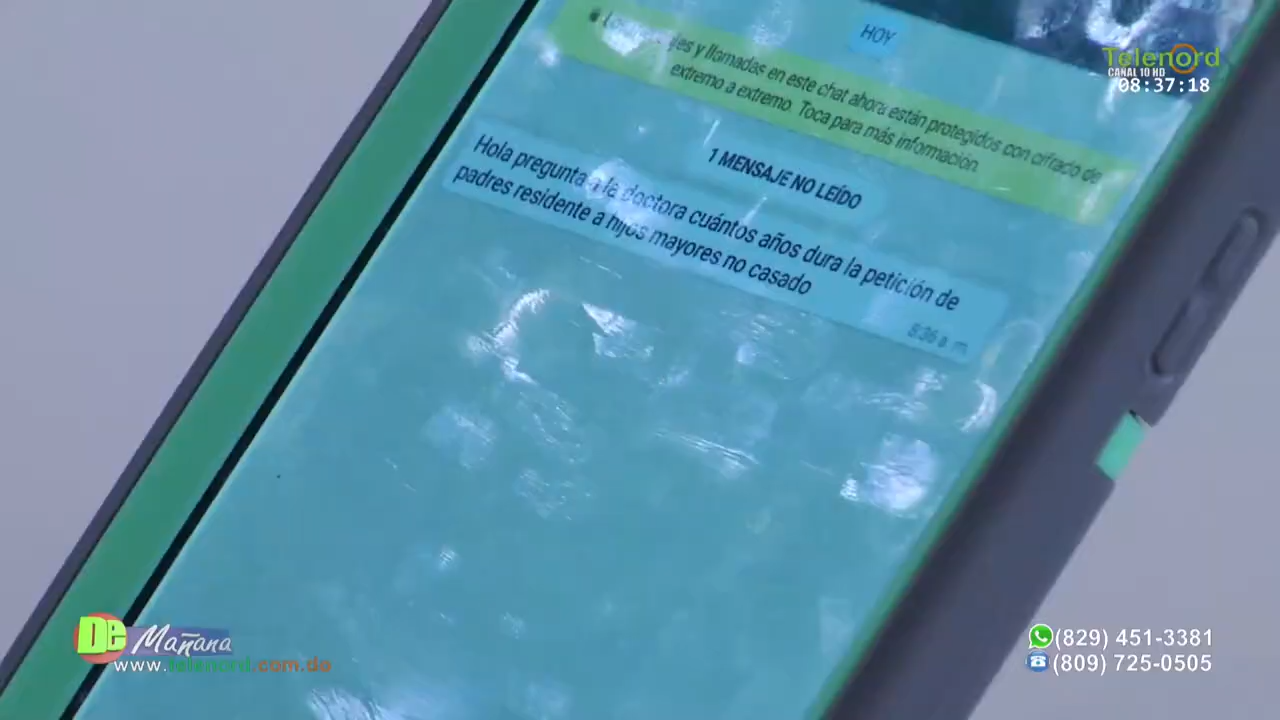 HOY
y llamadas en este chat ahora están protegidos con cifrado de
extremo a extremo. Toca para más información.
1 MENSAJE NO LEÍDO
Hola pregunta a la doctora cuántos años dura la petición de
padres residente a hijos mayores no casado
8:36 a. m.
Telenord
CANAL 10 HD
08:37:18
De Mañana
www.telenord.com.do
(829) 451-3381
(809) 725-0505